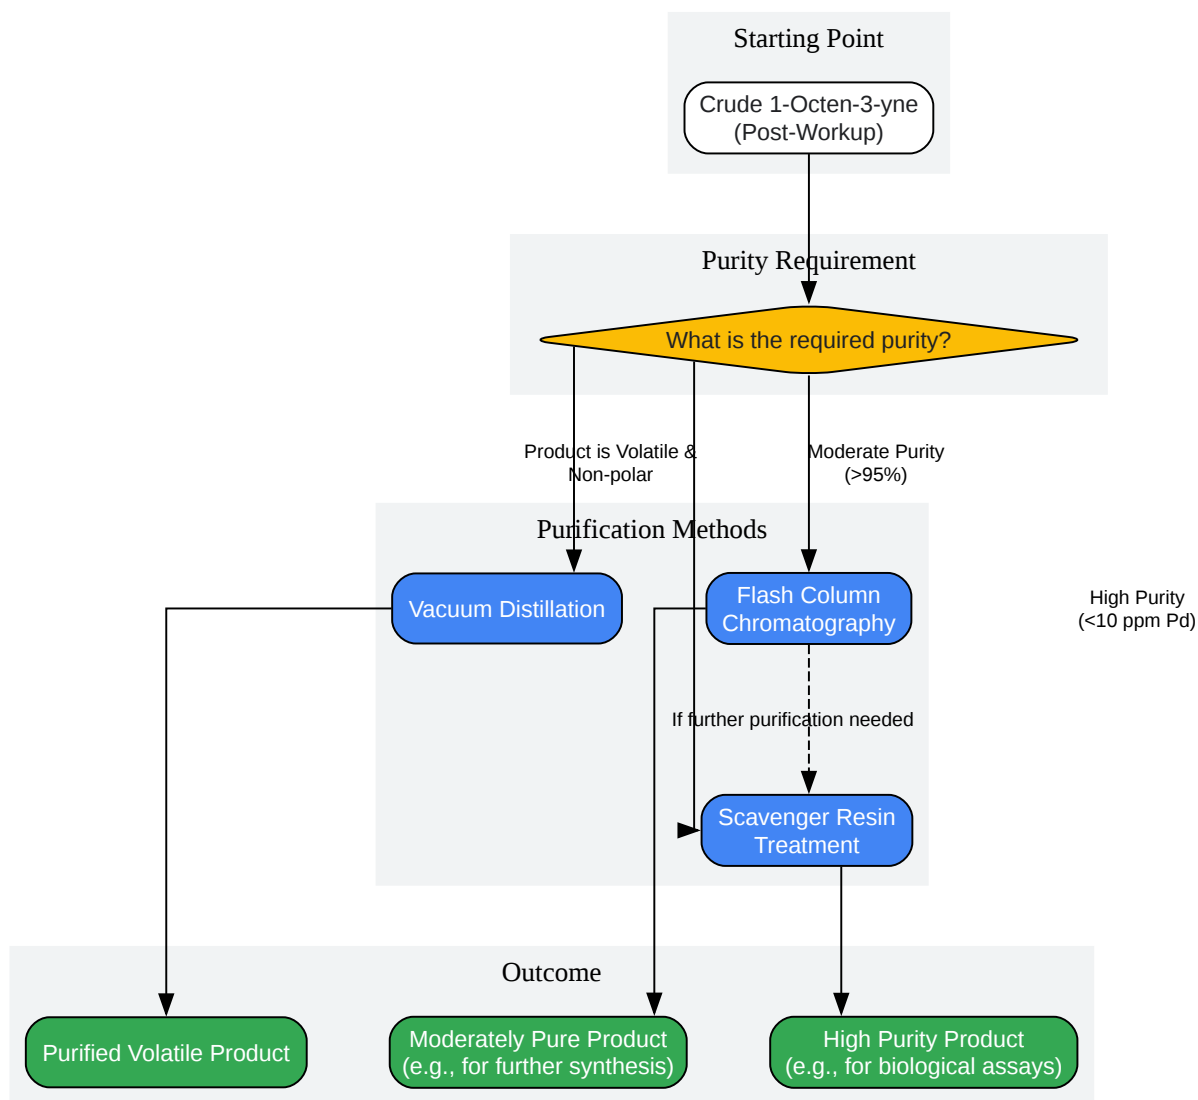 Starting Point
Crude 1-Octen-3-yne
(Post-Workup)
Purity Requirement
What is the required purity?
Product is Volatile &
Non-polar
Moderate Purity
(>95%)
Purification Methods
Vacuum Distillation
Flash Column
Chromatography
High Purity
(<10 ppm Pd)
If further purification needed
Scavenger Resin
Treatment
Outcome
Purified Volatile Product
Moderately Pure Product
(e.g., for further synthesis)
High Purity Product
(e.g., for biological assays)